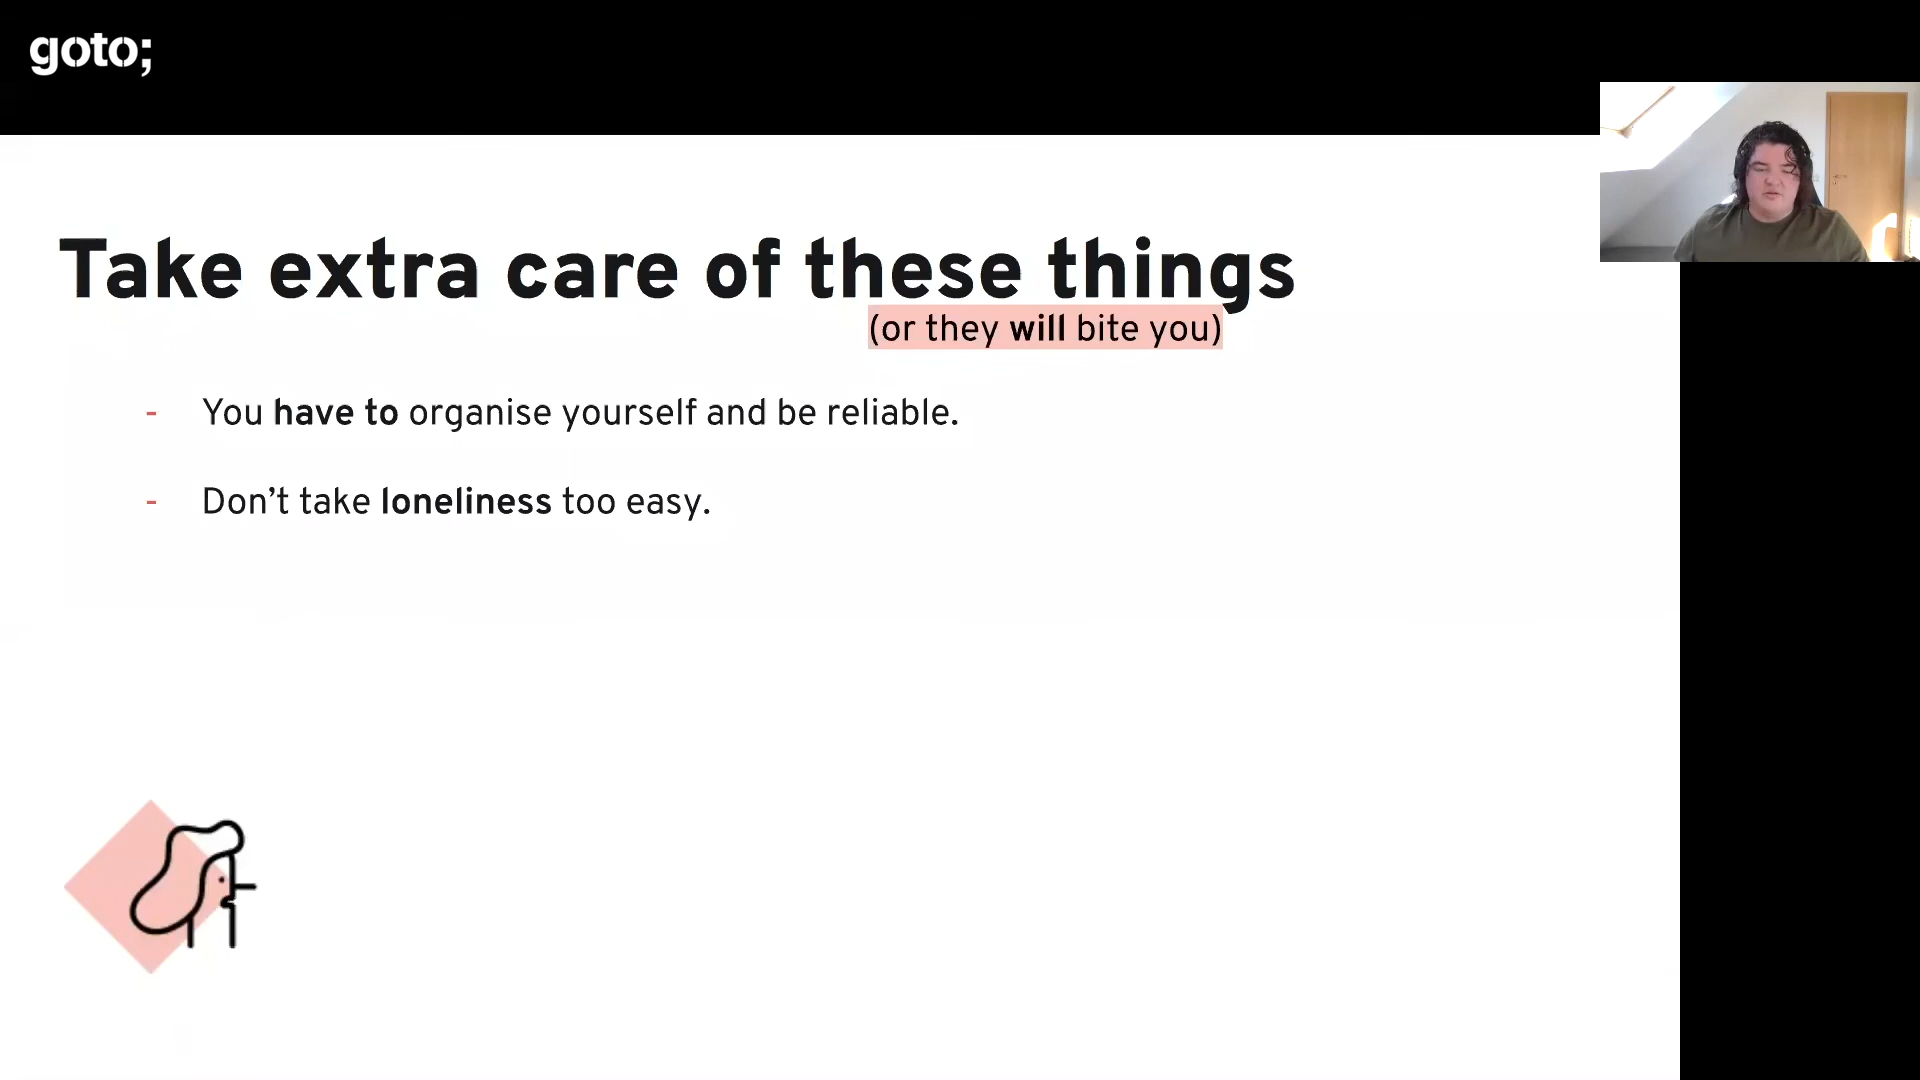 goto;
Take extra care of these things
(or they will bite you)
- You have to organise yourself and be reliable.
- Don’t take loneliness too easy.